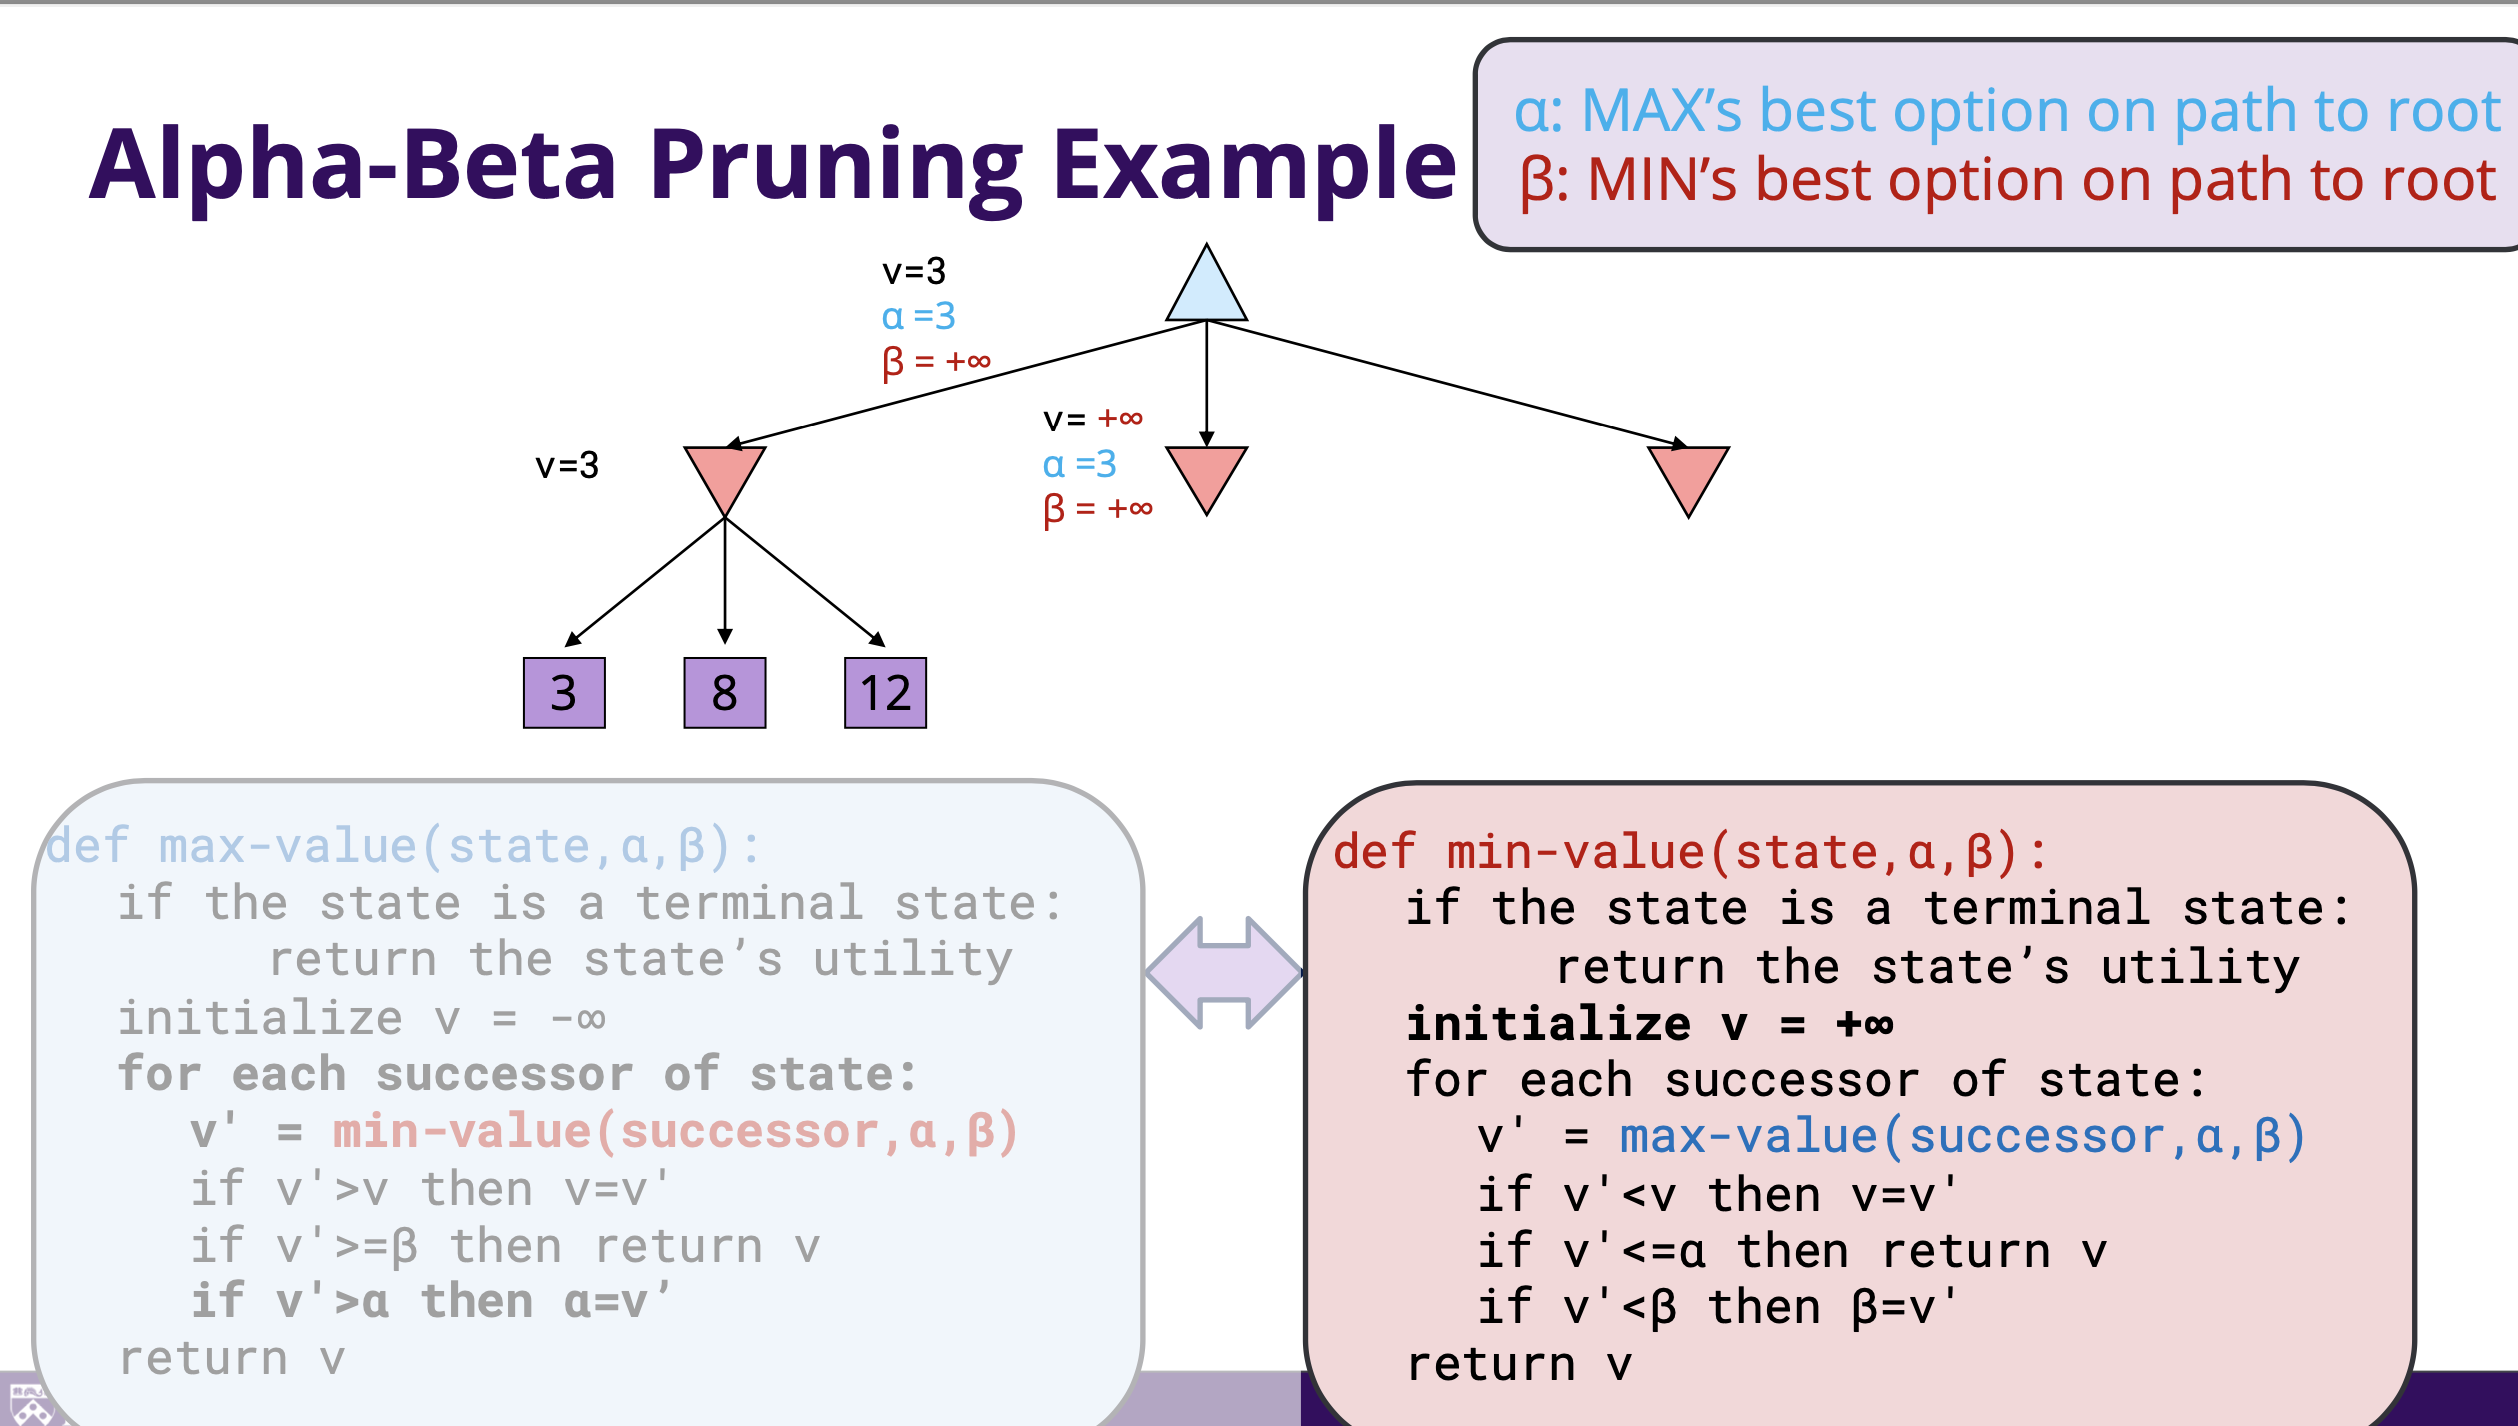 Alpha-Beta Pruning Example
α: MAX’s best option on path to root
β: MIN’s best option on path to root
v=3
α =3
β = +∞
v= +∞
α =3
β = +∞
v=3
3
8
12
def max-value(state,α,β):
if the state is a terminal state:
return the state’s utility
initialize v = -∞
for each successor of state:
v' = min-value(successor,α,β)
if v'>v then v=v'
if v'>=β then return v
if v'>α then α=v’
return v
def min-value(state,α,β):
if the state is a terminal state:
return the state’s utility
initialize v = +∞
for each successor of state:
v' = max-value(successor,α,β)
if v'<v then v=v'
if v'<=α then return v
if v'<β then β=v'
return v